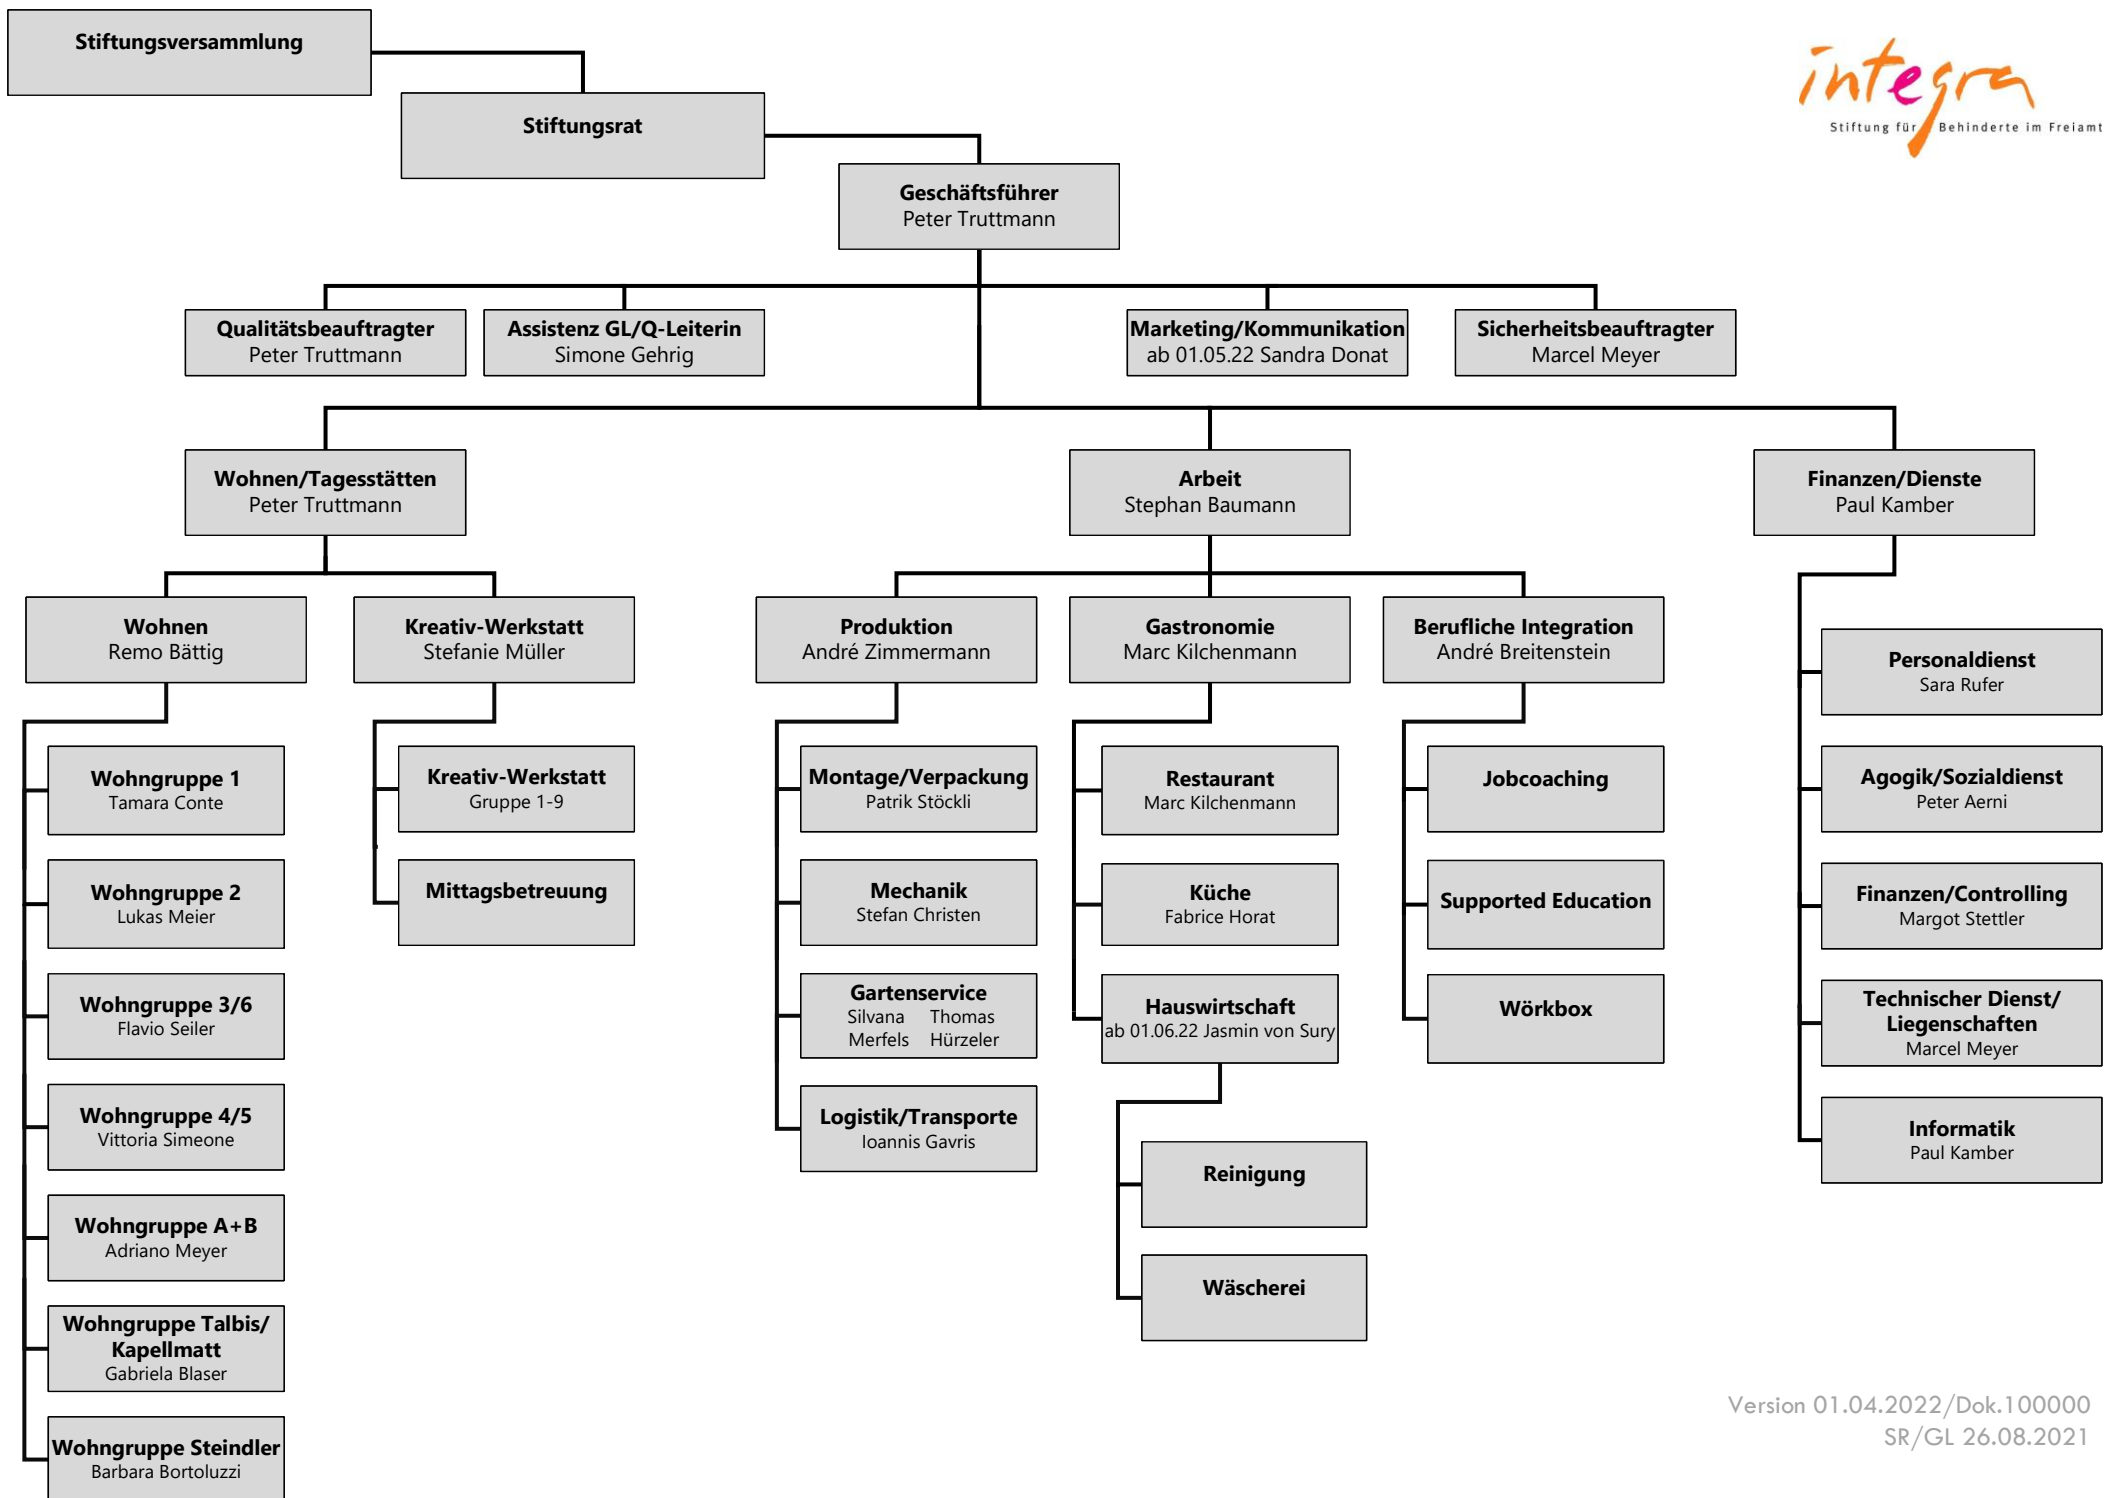 Stiftungsversammlung
integra
Stiftung für Behinderte im Freiamt
Stiftungsrat
Geschäftsführer
Peter Truttmann
Qualitätsbeauftragter
Peter Truttmann
Assistenz GL/Q-Leiterin
Simone Gehrig
Marketing/Kommunikation
ab 01.05.22 Sandra Donat
Sicherheitsbeauftragter
Marcel Meyer
Wohnen/Tagesstätten
Peter Truttmann
Arbeit
Stephan Baumann
Finanzen/Dienste
Paul Kamber
Wohnen
Remo Bättig
Kreativ-Werkstatt
Stefanie Müller
Produktion
André Zimmermann
Gastronomie
Marc Kilchenmann
Berufliche Integration
André Breitenstein
Wohngruppe 1
Tamara Conte
Wohngruppe 2
Lukas Meier
Wohngruppe 3/6
Flavio Seiler
Wohngruppe 4/5
Vittoria Simeone
Wohngruppe A+B
Adriano Meyer
Wohngruppe Talbis/
Kapellmatt
Gabriela Blaser
Wohngruppe Steindler
Barbara Bortoluzzi
Kreativ-Werkstatt
Gruppe 1-9
Mittagsbetreuung
Montage/Verpackung
Patrik Stöckli
Mechanik
Stefan Christen
Gartenservice
Silvana Thomas
Merfels Hürzeler
Logistik/Transporte
Ioannis Gavris
Restaurant
Marc Kilchenmann
Küche
Fabrice Horat
Hauswirtschaft
ab 01.06.22 Jasmin von Sury
Reinigung
Wäscherei
Jobcoaching
Supported Education
Wörkbox
Personaldienst
Sara Rufer
Agogik/Sozialdienst
Peter Aerni
Finanzen/Controlling
Margot Stettler
Technischer Dienst/
Liegenschaften
Marcel Meyer
Informatik
Paul Kamber
Version 01.04.2022/Dok.100000
SR/GL 26.08.2021